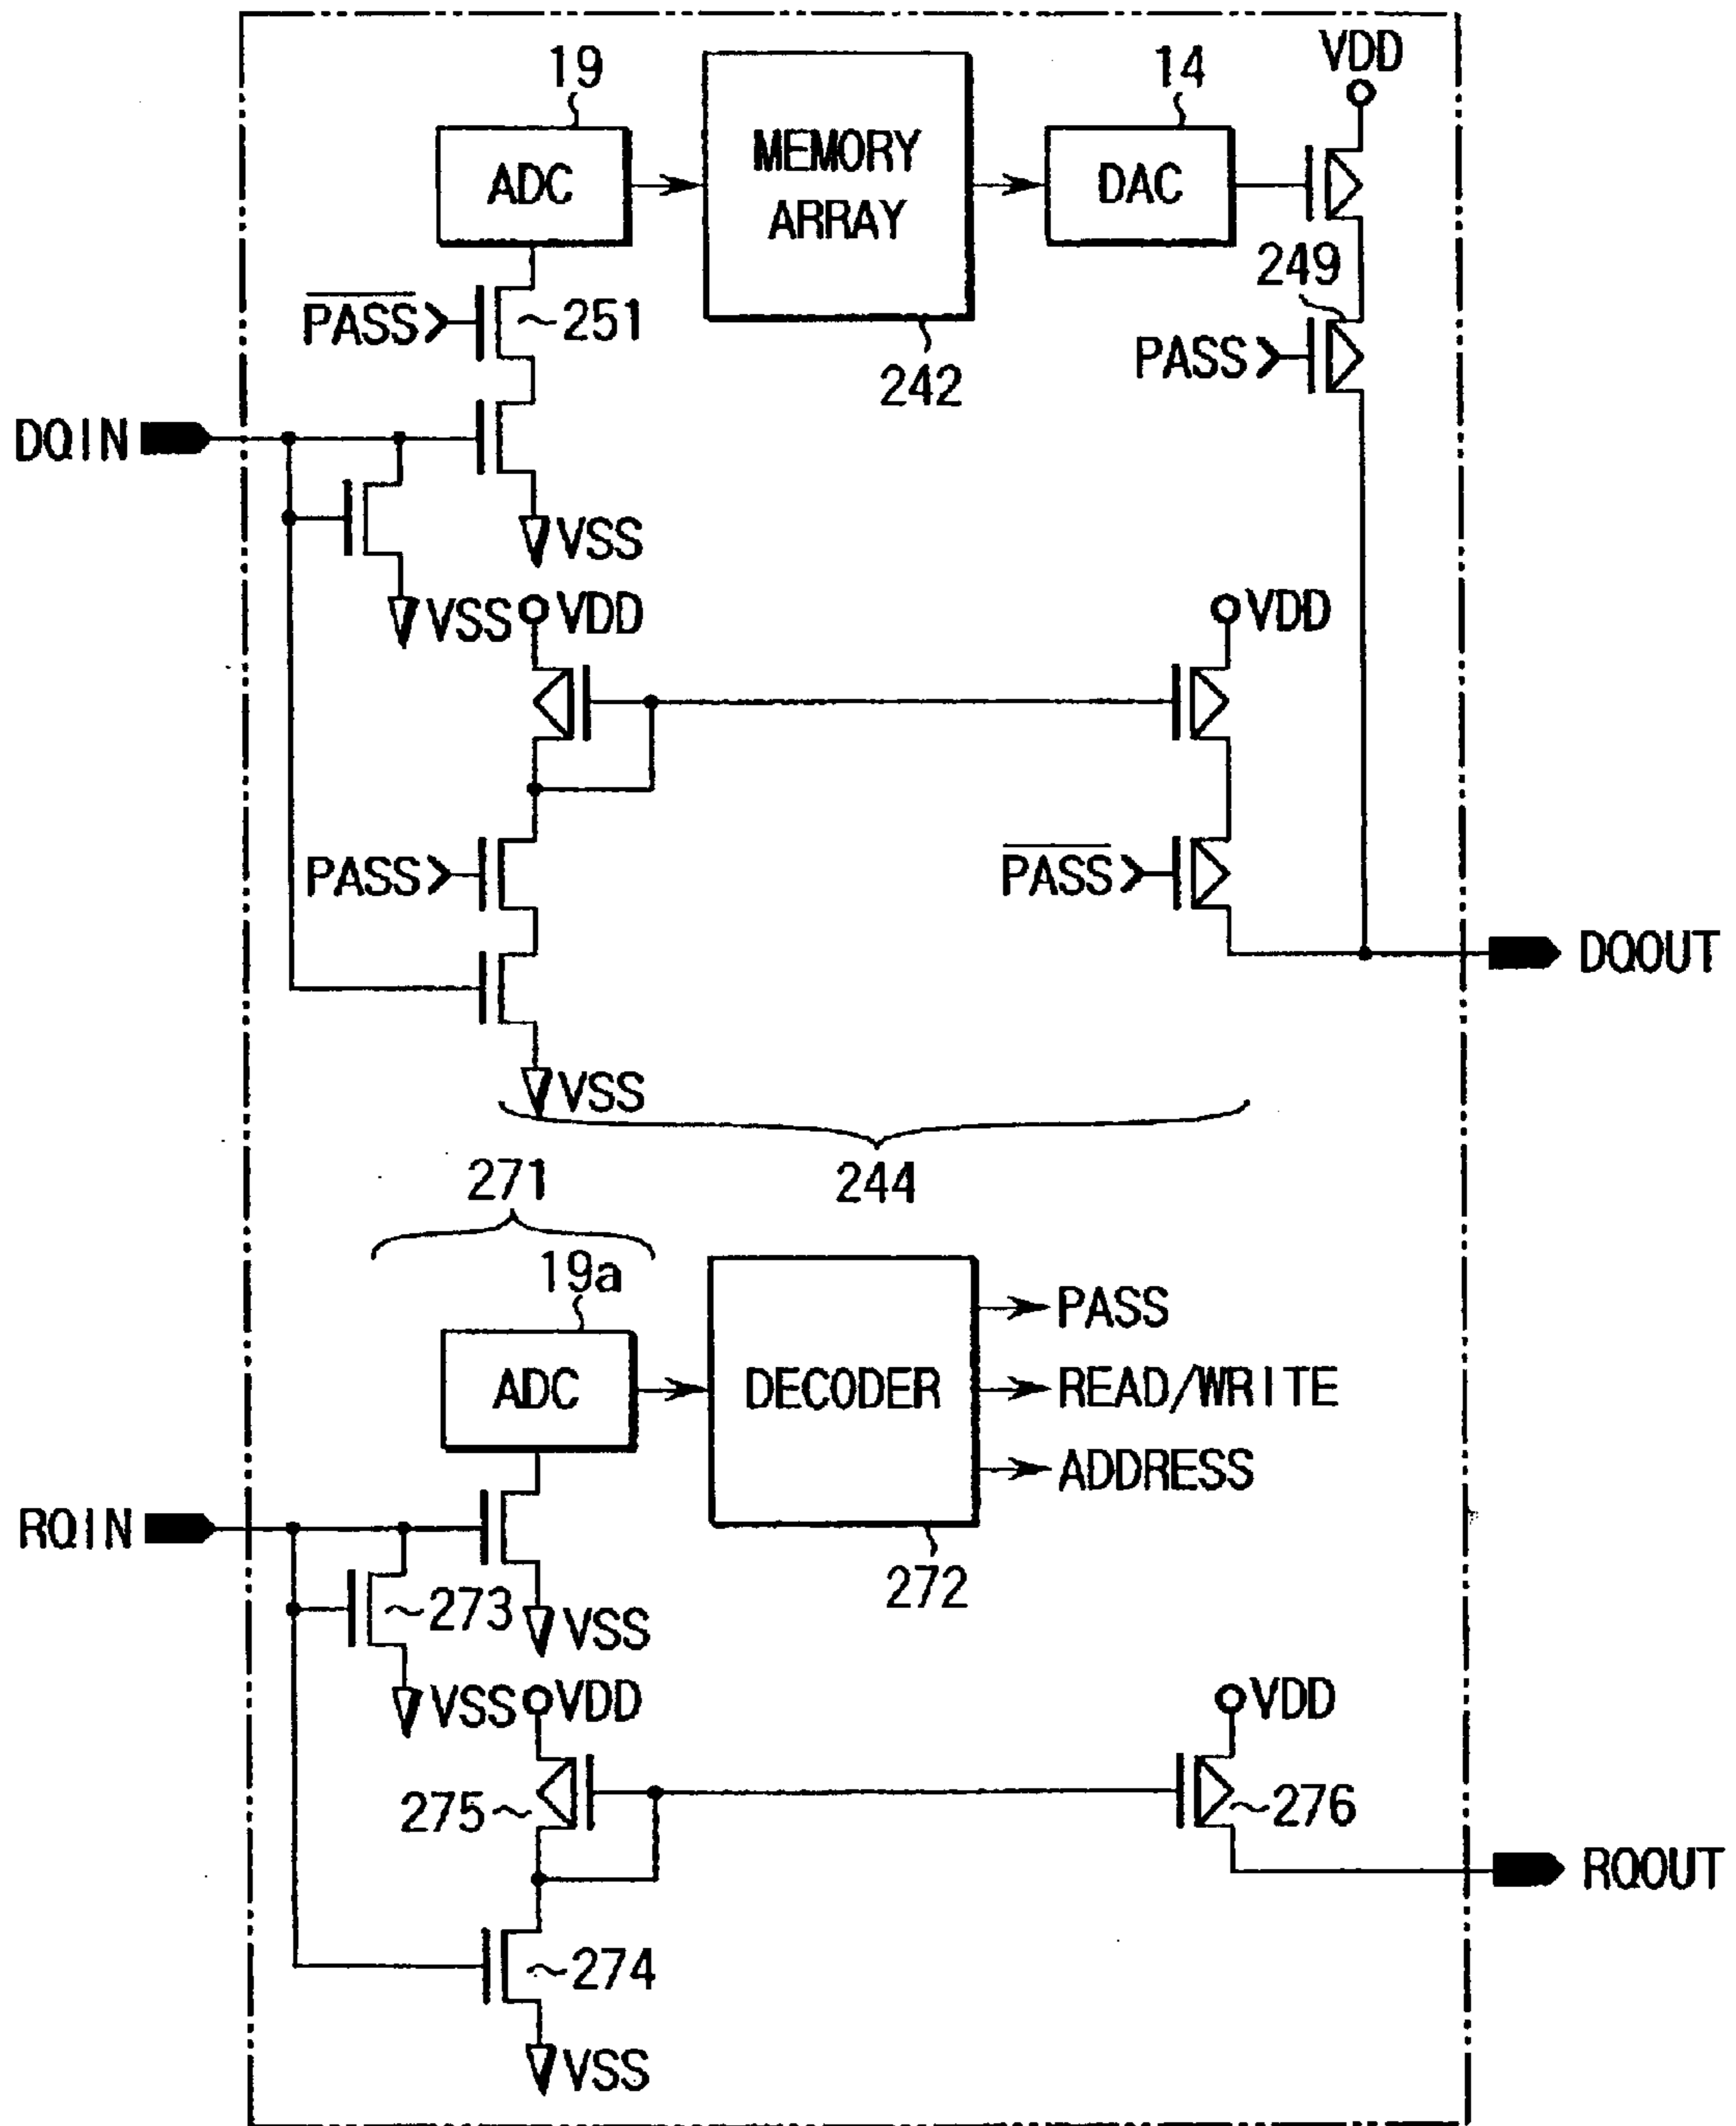 19
14
VDD
ADC
MEMORY
ARRAY
DAC
249
PASS
251
PASS
242
DQIN
VSS
VSS
VDD
VDD
PASS
PASS
DQOUT
VSS
244
271
19a
PASS
ADC
DECODER
READ/WRITE
ADDRESS
RQIN
272
273
VSS
VSS
VDD
VDD
275
276
RQOUT
274
VSS